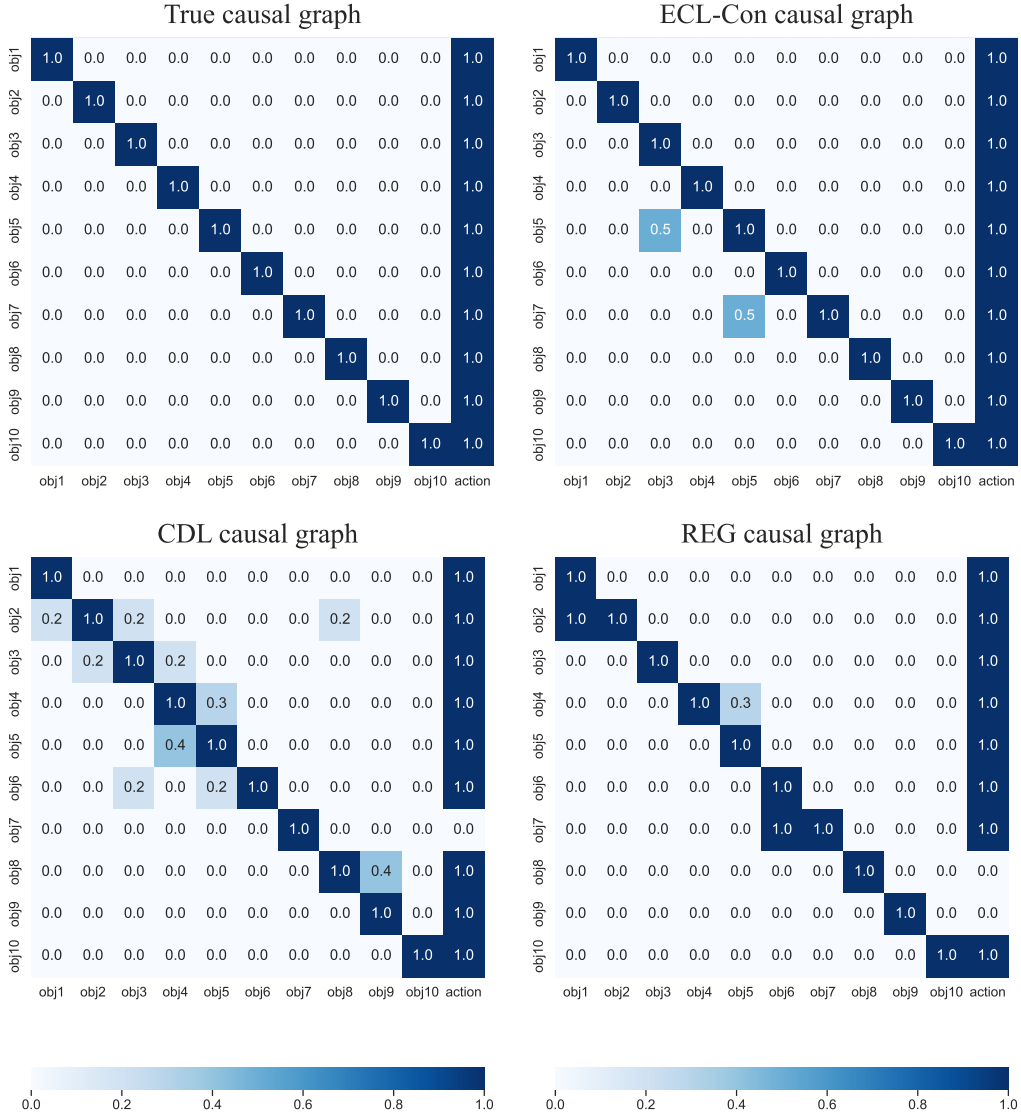 True causal graph
obj1 1.0 0.0 0.0 0.0 0.0 0.0 0.0 0.0 0.0 0.0 1.0
obj2 0.0 1.0 0.0 0.0 0.0 0.0 0.0 0.0 0.0 0.0 1.0
obj3 0.0 0.0 1.0 0.0 0.0 0.0 0.0 0.0 0.0 0.0 1.0
obj4 0.0 0.0 0.0 1.0 0.0 0.0 0.0 0.0 0.0 0.0 1.0
obj5 0.0 0.0 0.0 0.0 1.0 0.0 0.0 0.0 0.0 0.0 1.0
obj6 0.0 0.0 0.0 0.0 0.0 1.0 0.0 0.0 0.0 0.0 1.0
obj7 0.0 0.0 0.0 0.0 0.0 0.0 1.0 0.0 0.0 0.0 1.0
obj8 0.0 0.0 0.0 0.0 0.0 0.0 0.0 1.0 0.0 0.0 1.0
obj9 0.0 0.0 0.0 0.0 0.0 0.0 0.0 0.0 1.0 0.0 1.0
obj10 0.0 0.0 0.0 0.0 0.0 0.0 0.0 0.0 0.0 1.0 1.0
obj1 obj2 obj3 obj4 obj5 obj6 obj7 obj8 obj9 obj10 action
ECL-Con causal graph
obj1 1.0 0.0 0.0 0.0 0.0 0.0 0.0 0.0 0.0 0.0 1.0
obj2 0.0 1.0 0.0 0.0 0.0 0.0 0.0 0.0 0.0 0.0 1.0
obj3 0.0 0.0 1.0 0.0 0.0 0.0 0.0 0.0 0.0 0.0 1.0
obj4 0.0 0.0 0.0 1.0 0.0 0.0 0.0 0.0 0.0 0.0 1.0
obj5 0.0 0.0 0.5 0.0 1.0 0.0 0.0 0.0 0.0 0.0 1.0
obj6 0.0 0.0 0.0 0.0 0.0 1.0 0.0 0.0 0.0 0.0 1.0
obj7 0.0 0.0 0.0 0.0 0.5 0.0 1.0 0.0 0.0 0.0 1.0
obj8 0.0 0.0 0.0 0.0 0.0 0.0 0.0 1.0 0.0 0.0 1.0
obj9 0.0 0.0 0.0 0.0 0.0 0.0 0.0 0.0 1.0 0.0 1.0
obj10 0.0 0.0 0.0 0.0 0.0 0.0 0.0 0.0 0.0 1.0 1.0
obj1 obj2 obj3 obj4 obj5 obj6 obj7 obj8 obj9 obj10 action
CDL causal graph
obj1 1.0 0.0 0.0 0.0 0.0 0.0 0.0 0.0 0.0 0.0 1.0
obj2 0.2 1.0 0.2 0.0 0.0 0.0 0.0 0.2 0.0 0.0 1.0
obj3 0.0 0.2 1.0 0.2 0.0 0.0 0.0 0.0 0.0 0.0 1.0
obj4 0.0 0.0 0.0 1.0 0.3 0.0 0.0 0.0 0.0 0.0 1.0
obj5 0.0 0.0 0.0 0.4 1.0 0.0 0.0 0.0 0.0 0.0 1.0
obj6 0.0 0.0 0.2 0.0 0.2 1.0 0.0 0.0 0.0 0.0 1.0
obj7 0.0 0.0 0.0 0.0 0.0 0.0 1.0 0.0 0.0 0.0 0.0
obj8 0.0 0.0 0.0 0.0 0.0 0.0 0.0 1.0 0.4 0.0 1.0
obj9 0.0 0.0 0.0 0.0 0.0 0.0 0.0 0.0 1.0 0.0 1.0
obj10 0.0 0.0 0.0 0.0 0.0 0.0 0.0 0.0 0.0 1.0 1.0
obj1 obj2 obj3 obj4 obj5 obj6 obj7 obj8 obj9 obj10 action
REG causal graph
obj1 1.0 0.0 0.0 0.0 0.0 0.0 0.0 0.0 0.0 0.0 1.0
obj2 1.0 1.0 0.0 0.0 0.0 0.0 0.0 0.0 0.0 0.0 1.0
obj3 0.0 0.0 1.0 0.0 0.0 0.0 0.0 0.0 0.0 0.0 1.0
obj4 0.0 0.0 0.0 1.0 0.3 0.0 0.0 0.0 0.0 0.0 1.0
obj5 0.0 0.0 0.0 0.0 1.0 0.0 0.0 0.0 0.0 0.0 1.0
obj6 0.0 0.0 0.0 0.0 0.0 1.0 0.0 0.0 0.0 0.0 1.0
obj7 0.0 0.0 0.0 0.0 0.0 1.0 1.0 0.0 0.0 0.0 1.0
obj8 0.0 0.0 0.0 0.0 0.0 0.0 0.0 1.0 0.0 0.0 0.0
obj9 0.0 0.0 0.0 0.0 0.0 0.0 0.0 0.0 1.0 0.0 0.0
obj10 0.0 0.0 0.0 0.0 0.0 0.0 0.0 0.0 0.0 1.0 1.0
obj1 obj2 obj3 obj4 obj5 obj6 obj7 obj8 obj9 obj10 action
0.0 0.2 0.4 0.6 0.8 1.0
0.0 0.2 0.4 0.6 0.8 1.0